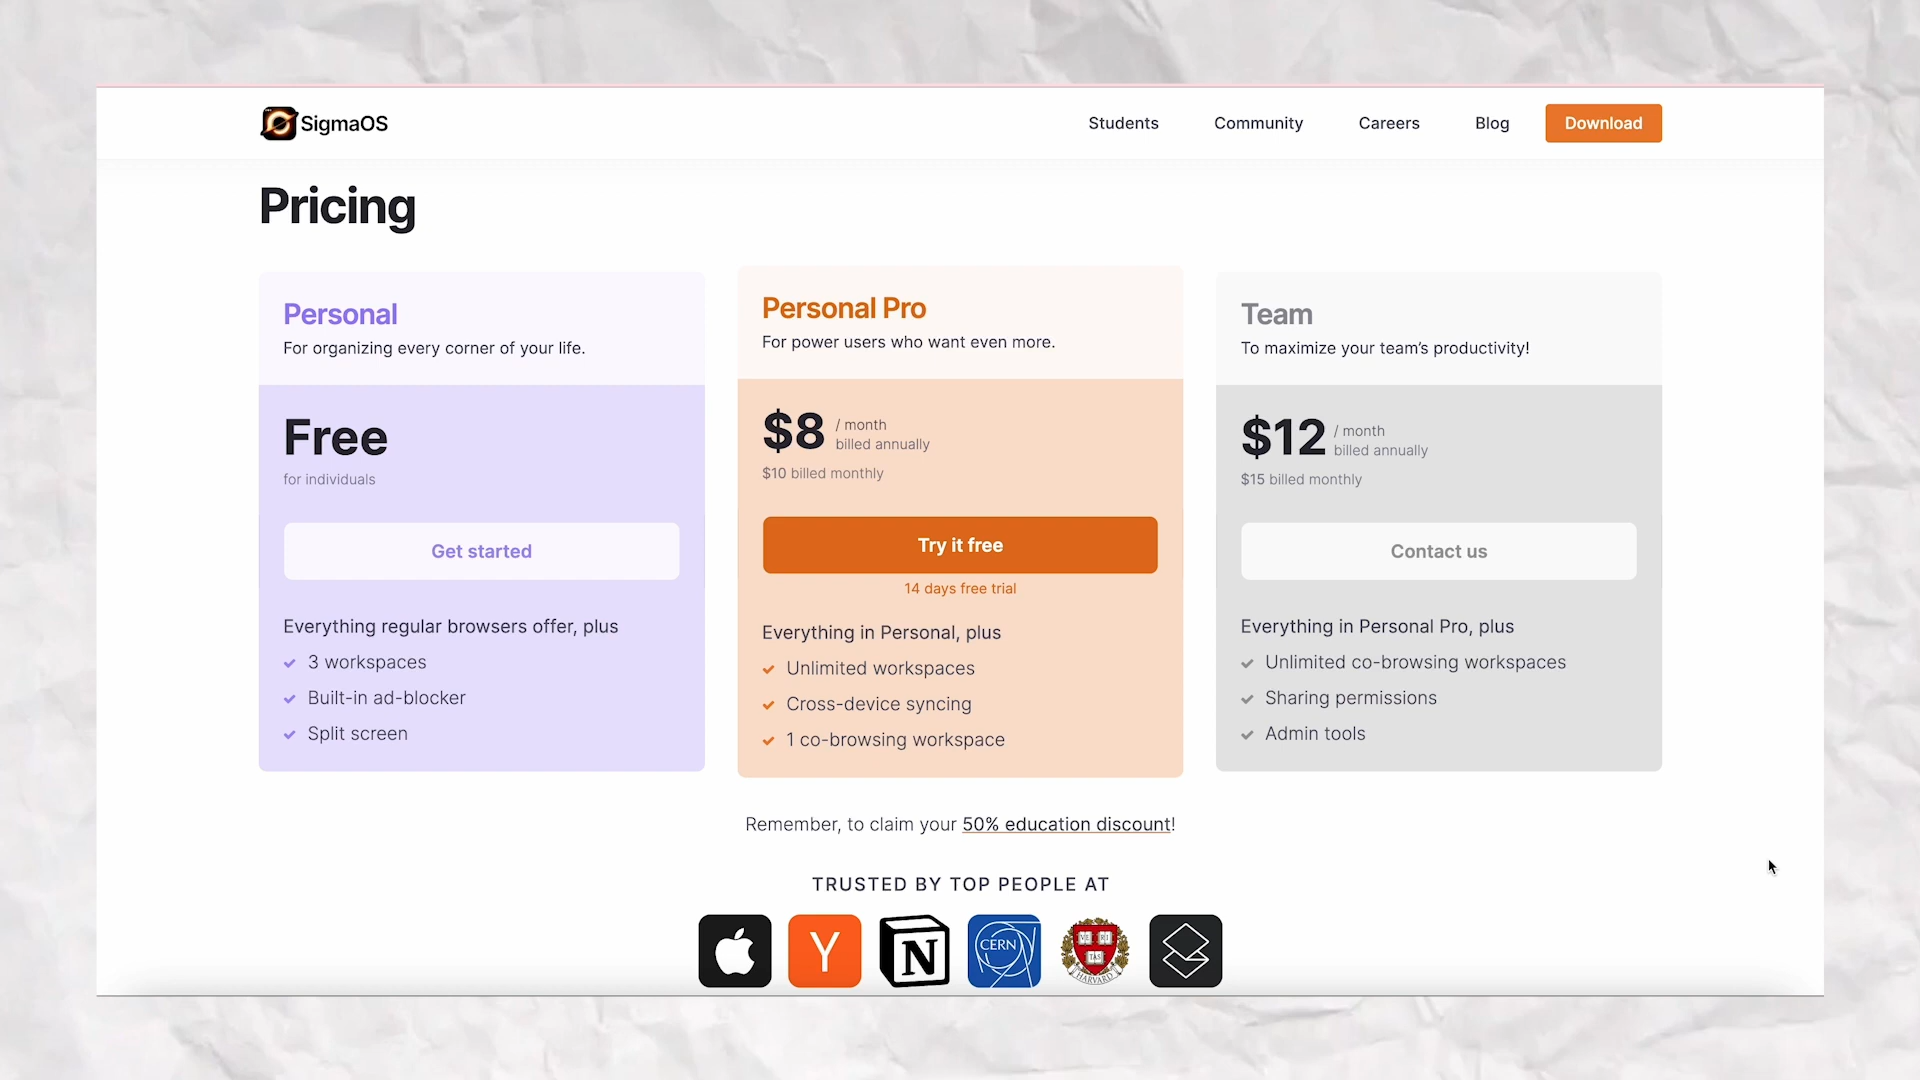 SigmaOS
Students
Community
Careers
Blog
Download
Pricing
Personal
For organizing every corner of your life.
Free
for individuals
Get started
Everything regular browsers offer, plus
3 workspaces
Built-in ad-blocker
Split screen
Personal Pro
For power users who want even more.
$8 / month
billed annually
$10 billed monthly
Try it free
14 days free trial
Everything in Personal, plus
Unlimited workspaces
Cross-device syncing
1 co-browsing workspace
Team
To maximize your team’s productivity!
$12 / month
billed annually
$15 billed monthly
Contact us
Everything in Personal Pro, plus
Unlimited co-browsing workspaces
Sharing permissions
Admin tools
Remember, to claim your 50% education discount!
TRUSTED BY TOP PEOPLE AT
Y
N
CERN
VE RI
TAS
HARVARD